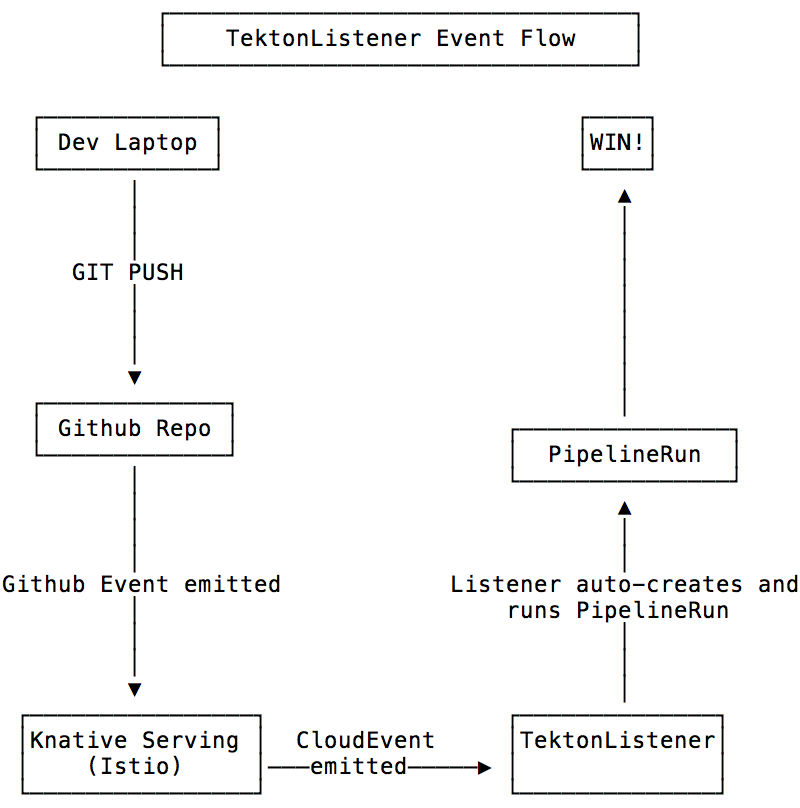 TektonListener Event Flow
Dev Laptop
WIN!
GIT PUSH
Github Repo
PipelineRun
Github Event emitted
Listener auto-creates and
runs PipelineRun
Knative Serving
(Istio)
CloudEvent
emitted
TektonListener